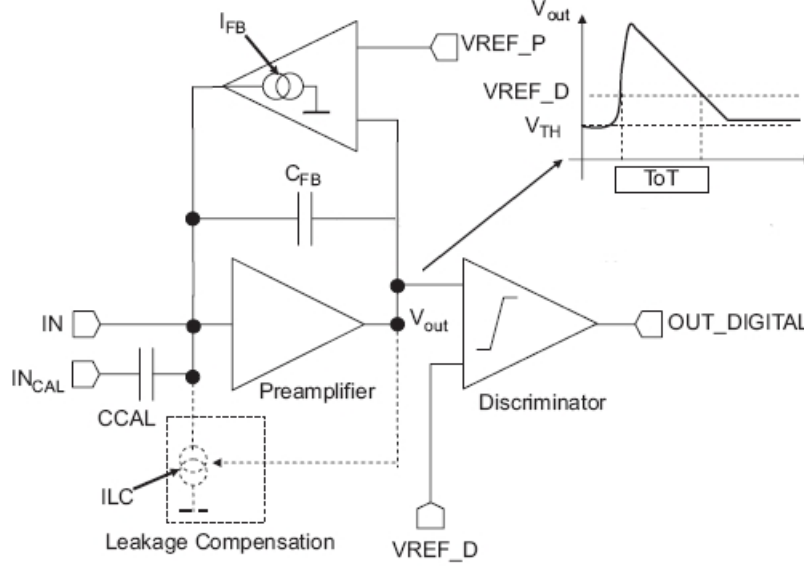 I_FB
VREF_P
V_out
VREF_D
V_TH
ToT
C_FB
IN
V_out
OUT_DIGITAL
IN_CAL
Preamplifier
Discriminator
CCAL
ILC
Leakage Compensation
VREF_D